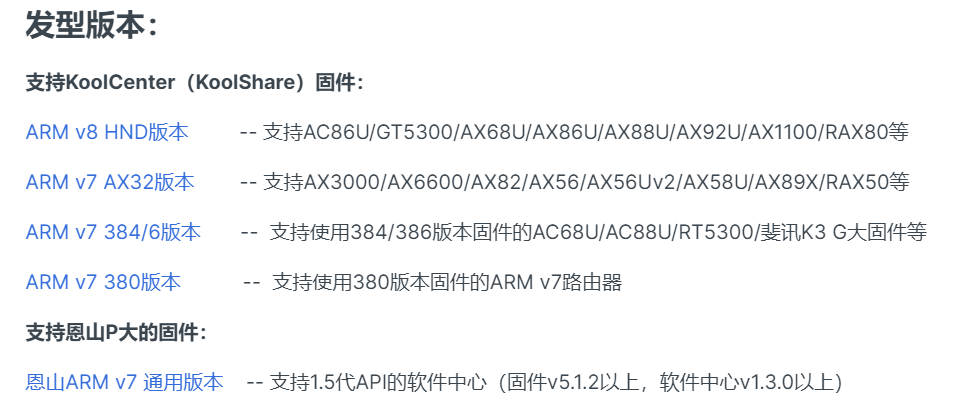 发型版本：
支持KoolCenter（KoolShare）固件：
ARM v8 HND版本 -- 支持AC86U/GT5300/AX68U/AX86U/AX88U/AX92U/AX1100/RAX80等
ARM v7 AX32版本 -- 支持AX3000/AX6600/AX82/AX56/AX56Uv2/AX58U/AX89X/RAX50等
ARM v7 384/6版本 -- 支持使用384/386版本固件的AC68U/AC88U/RT5300/斐讯K3 G大固件等
ARM v7 380版本 -- 支持使用380版本固件的ARM v7路由器
支持恩山P大的固件：
恩山ARM v7 通用版本 -- 支持1.5代API的软件中心（固件v5.1.2以上，软件中心v1.3.0以上）